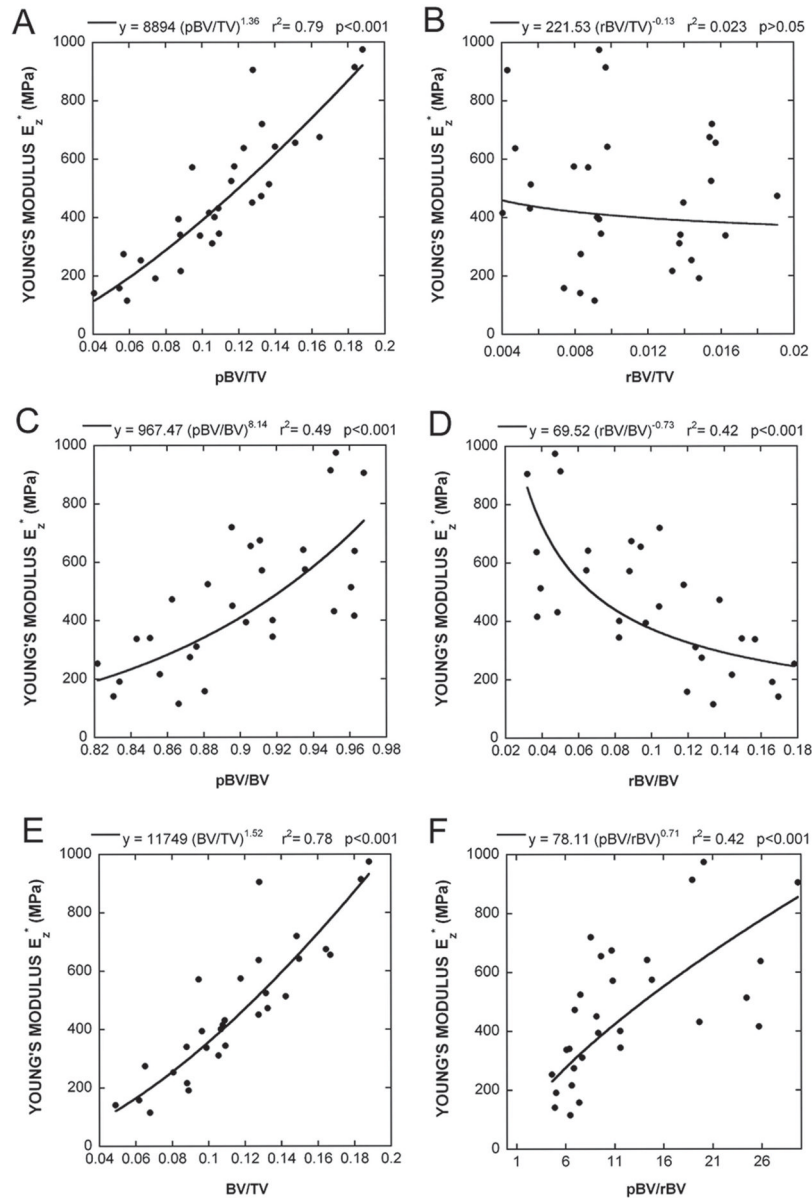 A
y = 8894 (pBV/TV)^1.36 r^2 = 0.79 p<0.001
YOUNG'S MODULUS E_z^* (MPa)
1000
800
600
400
200
0
0.04 0.06 0.08 0.1 0.12 0.14 0.16 0.18 0.2
pBV/TV
B
y = 221.53 (rBV/TV)^-0.13 r^2 = 0.023 p>0.05
YOUNG'S MODULUS E_z^* (MPa)
1000
800
600
400
200
0
0.004 0.008 0.012 0.016 0.02
rBV/TV
C
y = 967.47 (pBV/BV)^8.14 r^2 = 0.49 p<0.001
YOUNG'S MODULUS E_z^* (MPa)
1000
800
600
400
200
0
0.82 0.84 0.86 0.88 0.9 0.92 0.94 0.96 0.98
pBV/BV
D
y = 69.52 (rBV/BV)^-0.73 r^2 = 0.42 p<0.001
YOUNG'S MODULUS E_z^* (MPa)
1000
800
600
400
200
0
0.02 0.04 0.06 0.08 0.1 0.12 0.14 0.16 0.18
rBV/BV
E
y = 11749 (BV/TV)^1.52 r^2 = 0.78 p<0.001
YOUNG'S MODULUS E_z^* (MPa)
1000
800
600
400
200
0
0.04 0.06 0.08 0.1 0.12 0.14 0.16 0.18 0.2
BV/TV
F
y = 78.11 (pBV/rBV)^0.71 r^2 = 0.42 p<0.001
YOUNG'S MODULUS E_z^* (MPa)
1000
800
600
400
200
0
1 6 11 16 21 26
pBV/rBV